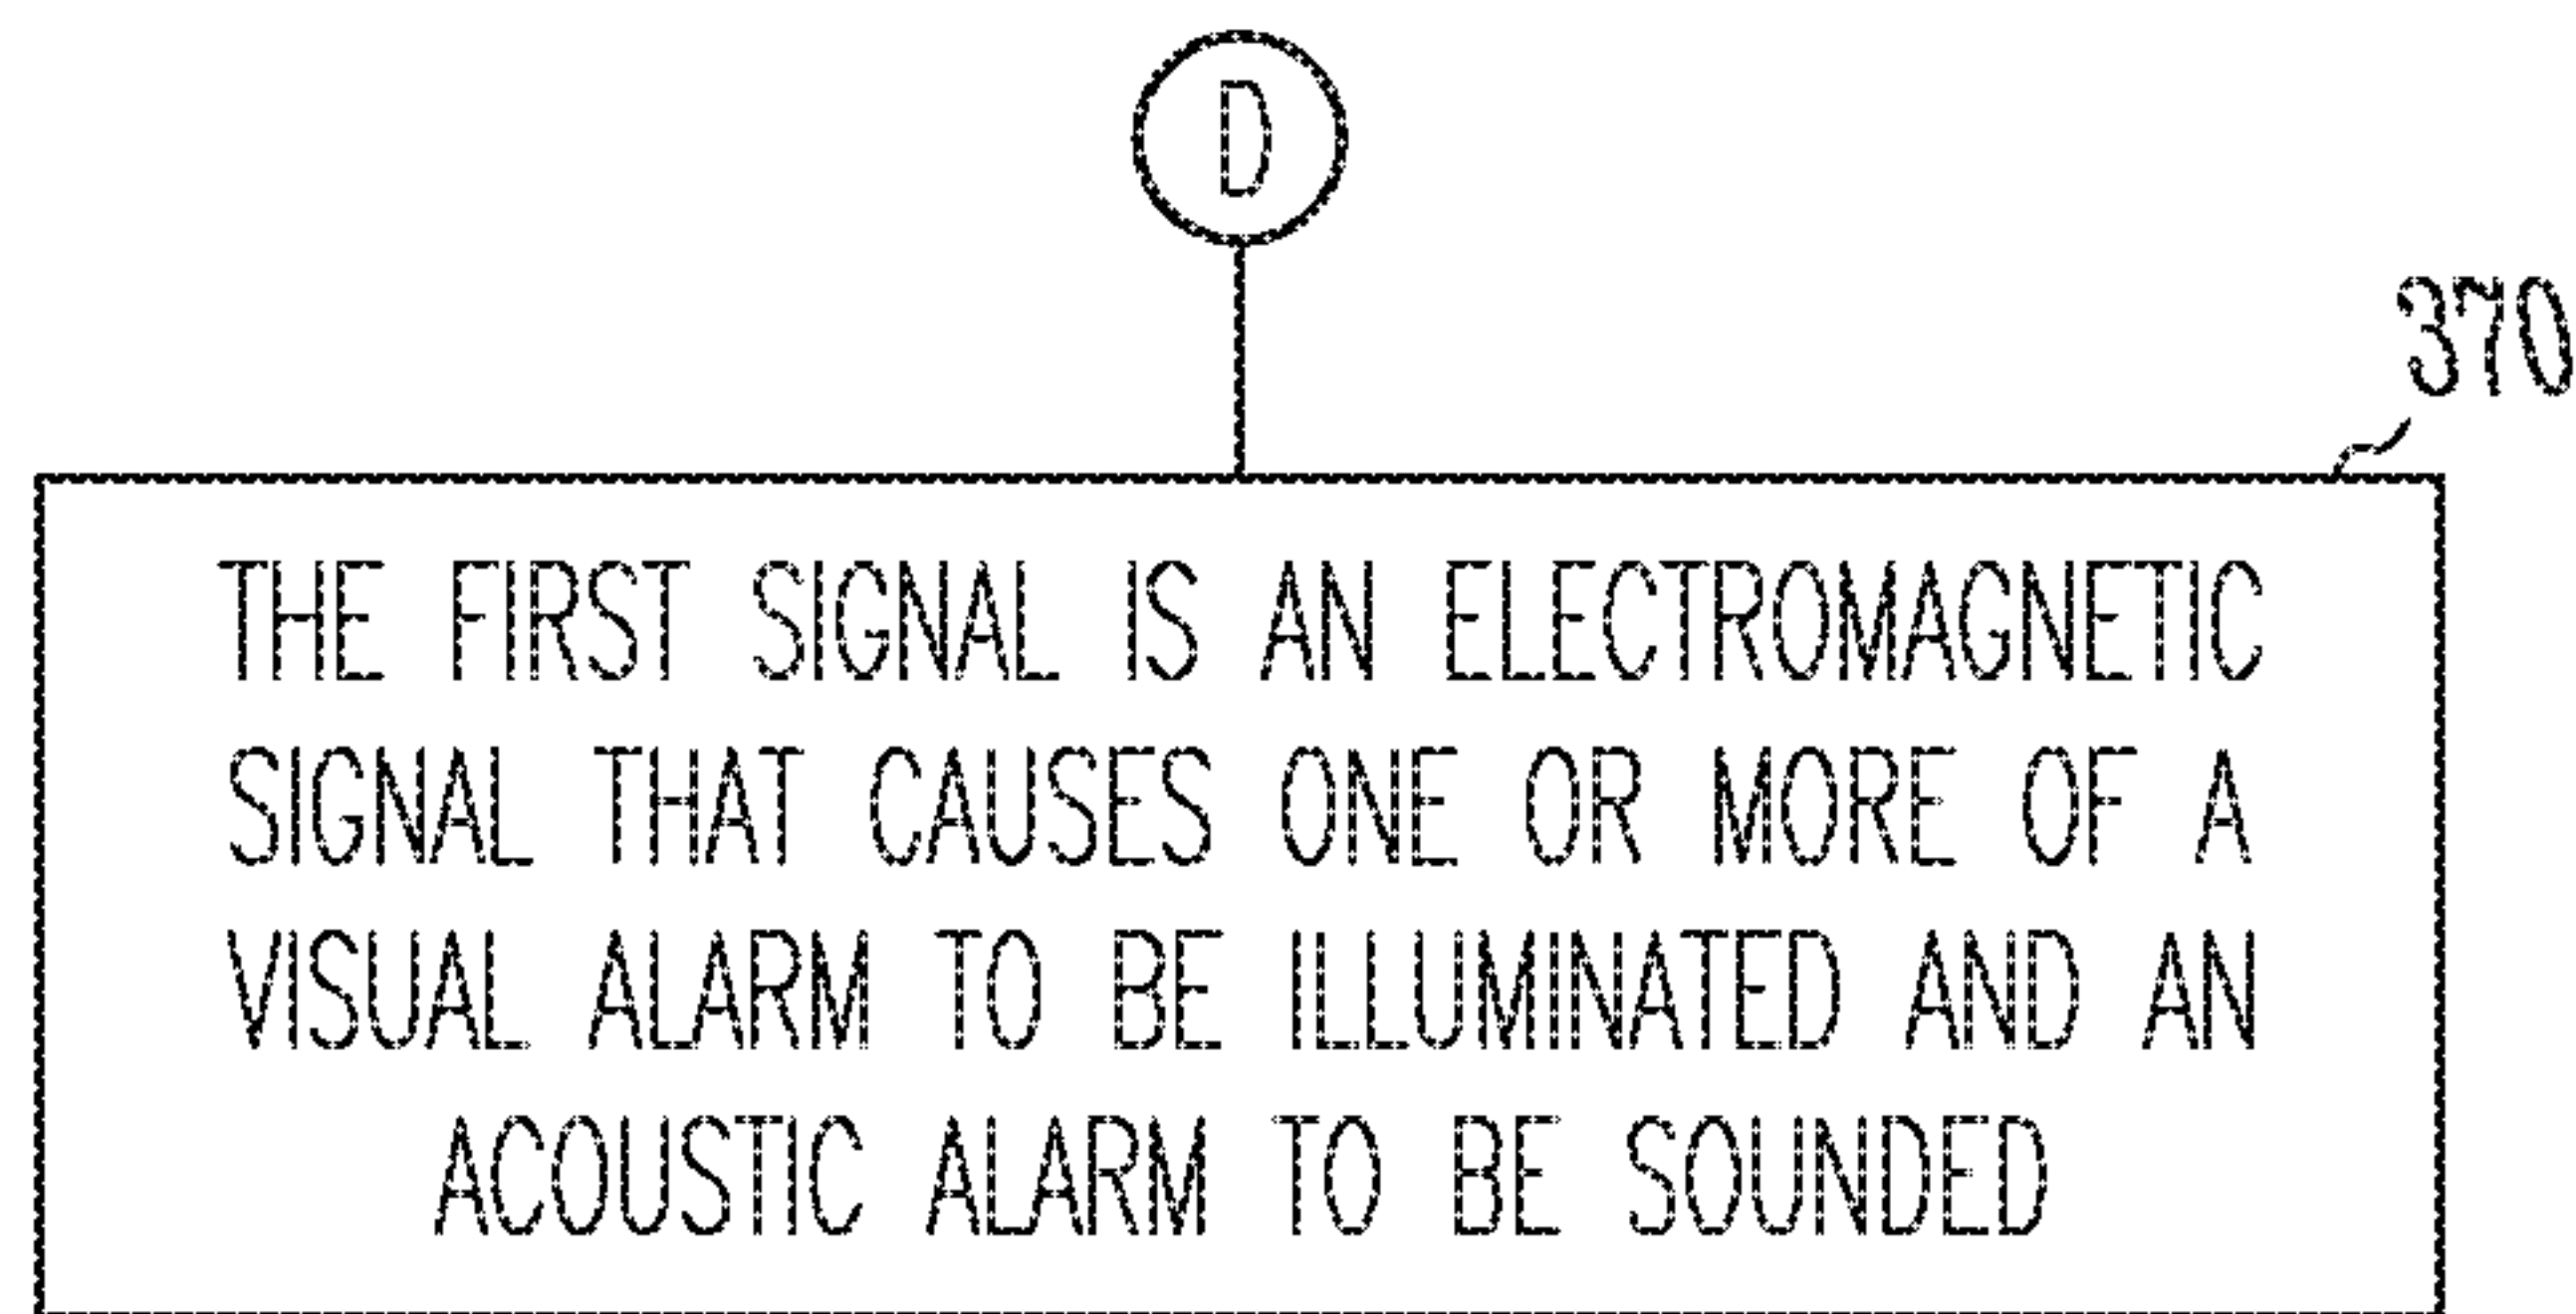 D
370
THE FIRST SIGNAL IS AN ELECTROMAGNETIC
SIGNAL THAT CAUSES ONE OR MORE OF A
VISUAL ALARM TO BE ILLUMINATED AND AN
ACOUSTIC ALARM TO BE SOUNDED